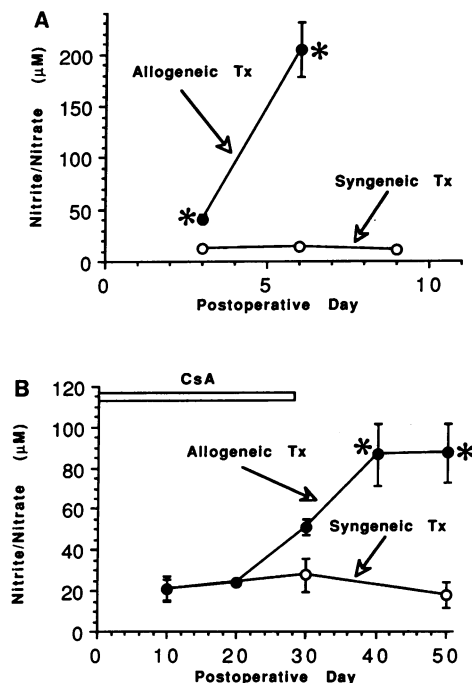 A
Nitrite/Nitrate (μM)
200
150
100
50
0
Allogeneic Tx
*
*
Syngeneic Tx
0 5 10
Postoperative Day
B
CsA
Nitrite/Nitrate (μM)
120
100
80
60
40
20
0
Allogeneic Tx
*
*
Syngeneic Tx
0 10 20 30 40 50
Postoperative Day